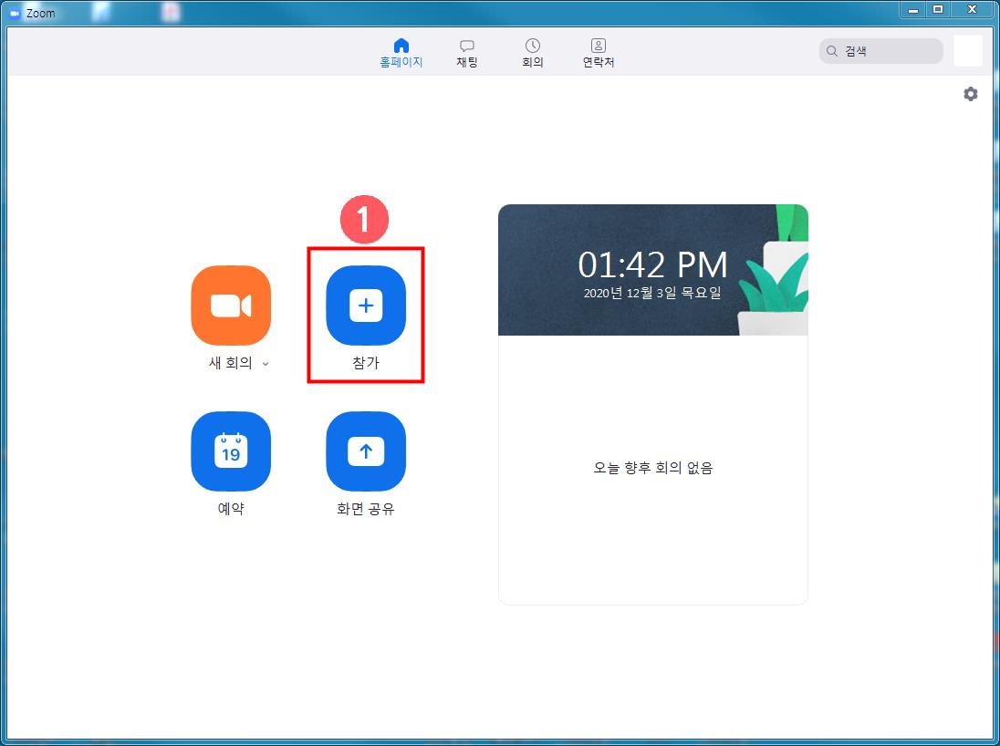 Zoom
홈페이지
채팅
회의
연락처
검색
1
01:42 PM
2020년 12월 3일 목요일
새 회의
참가
19
예약
화면 공유
오늘 향후 회의 없음